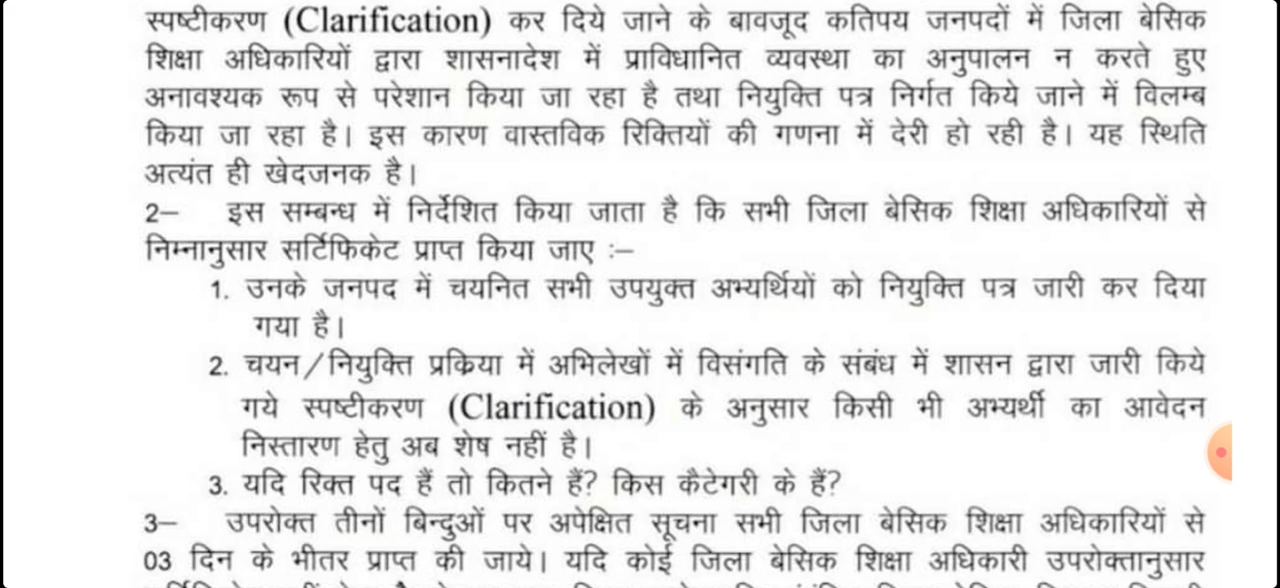 स्पष्टीकरण (Clarification) कर दिये जाने के बावजूद कतिपय जनपदों में जिला बेसिक
शिक्षा अधिकारियों द्वारा शासनादेश में प्राविधानित व्यवस्था का अनुपालन न करते हुए
अनावश्यक रूप से परेशान किया जा रहा है तथा नियुक्ति पत्र निर्गत किये जाने में विलम्ब
किया जा रहा है। इस कारण वास्तविक रिक्तियों की गणना में देरी हो रही है। यह स्थिति
अत्यंत ही खेदजनक है।
2– इस सम्बन्ध में निर्देशित किया जाता है कि सभी जिला बेसिक शिक्षा अधिकारियों से
निम्नानुसार सर्टिफिकेट प्राप्त किया जाए :–
1. उनके जनपद में चयनित सभी उपयुक्त अभ्यर्थियों को नियुक्ति पत्र जारी कर दिया
गया है।
2. चयन/नियुक्ति प्रक्रिया में अभिलेखों में विसंगति के संबंध में शासन द्वारा जारी किये
गये स्पष्टीकरण (Clarification) के अनुसार किसी भी अभ्यर्थी का आवेदन
निस्तारण हेतु अब शेष नहीं है।
3. यदि रिक्त पद हैं तो कितने हैं? किस कैटेगरी के हैं?
3– उपरोक्त तीनों बिन्दुओं पर अपेक्षित सूचना सभी जिला बेसिक शिक्षा अधिकारियों से
03 दिन के भीतर प्राप्त की जाये। यदि कोई जिला बेसिक शिक्षा अधिकारी उपरोक्तानुसार